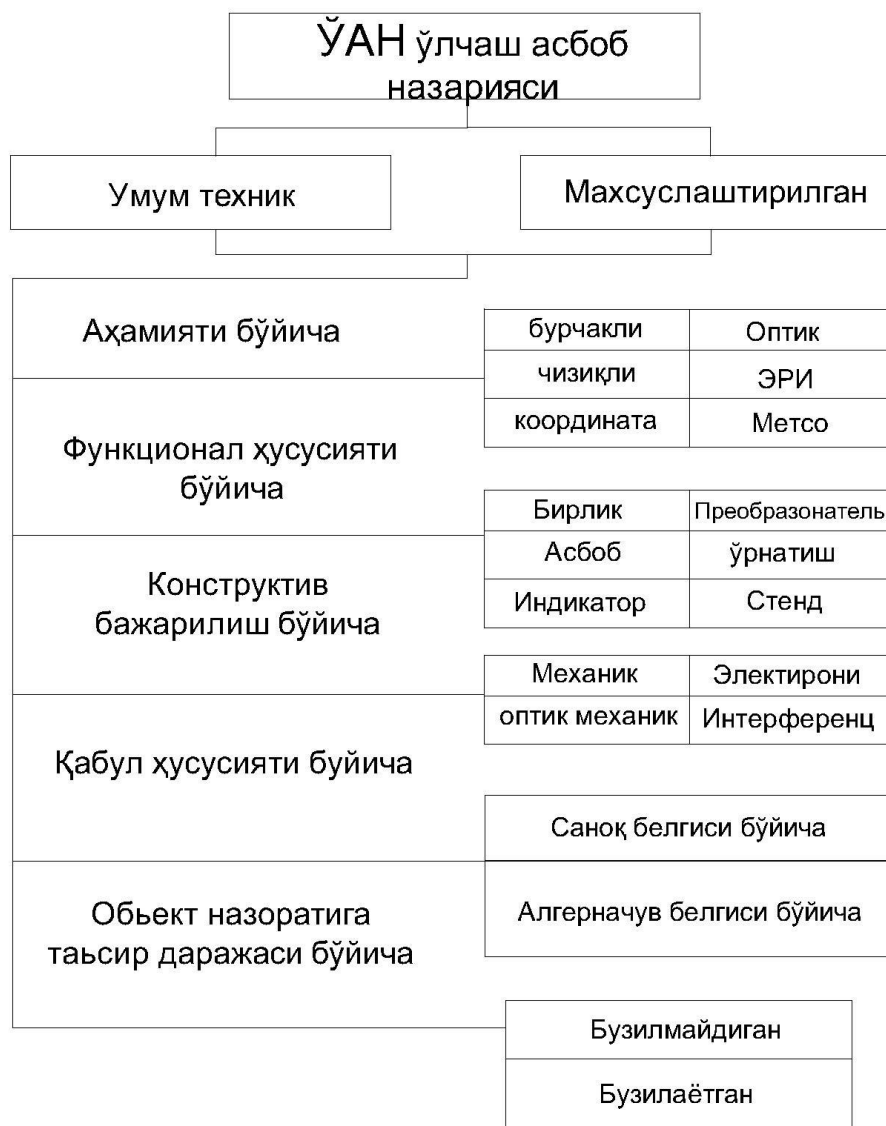 ЎАН ўлчаш асбоб
назарияси
Умум техник
Махсуслаштирилган
Аҳамияти бўйича
бурчакли
Оптик
чизиқли
ЭРИ
координата
Метсо
Функционал ҳусусияти
бўйича
Бирлик
Преобразонатель
Асбоб
ўрнатиш
Индикатор
Стенд
Конструктив
бажарилиш бўйича
Механик
Электирони
оптик механик
Интерференц
Қабул ҳусусияти буйича
Саноқ белгиси бўйича
Алгерначув белгиси бўйича
Обьект назоратига
таьсир даражаси бўйича
Бузилмайдиган
Бузилаётган